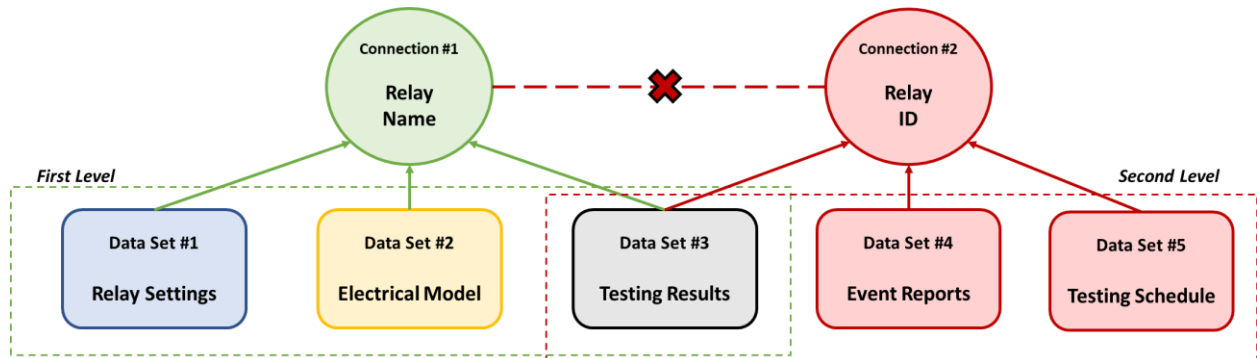 Connection #1
Relay
Name
Connection #2
Relay
ID
First Level
Second Level
Data Set #1
Relay Settings
Data Set #2
Electrical Model
Data Set #3
Testing Results
Data Set #4
Event Reports
Data Set #5
Testing Schedule